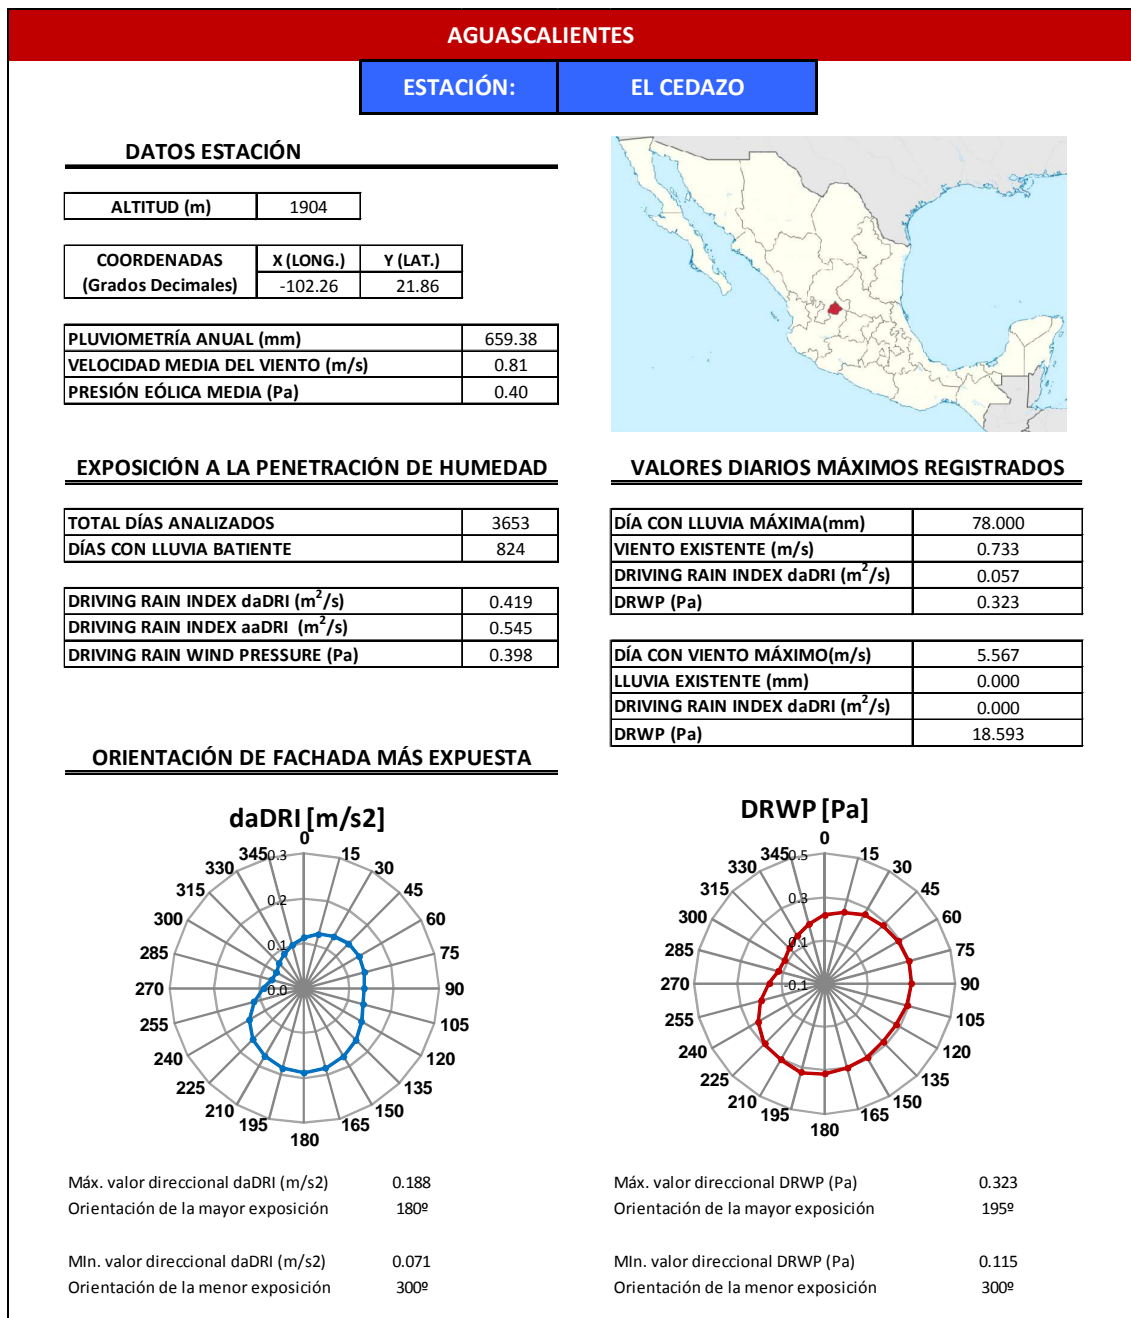 AGUASCALIENTES
ESTACIÓN: EL CEDAZO
DATOS ESTACIÓN
ALTITUD (m) 1904
COORDENADAS X (LONG.) Y (LAT.)
(Grados Decimales) -102.26 21.86
PLUVIOMETRÍA ANUAL (mm) 659.38
VELOCIDAD MEDIA DEL VIENTO (m/s) 0.81
PRESIÓN EÓLICA MEDIA (Pa) 0.40
EXPOSICIÓN A LA PENETRACIÓN DE HUMEDAD
TOTAL DÍAS ANALIZADOS 3653
DÍAS CON LLUVIA BATIENTE 824
DRIVING RAIN INDEX daDRI (m²/s) 0.419
DRIVING RAIN INDEX aaDRI (m²/s) 0.545
DRIVING RAIN WIND PRESSURE (Pa) 0.398
VALORES DIARIOS MÁXIMOS REGISTRADOS
DÍA CON LLUVIA MÁXIMA(mm) 78.000
VIENTO EXISTENTE (m/s) 0.733
DRIVING RAIN INDEX daDRI (m²/s) 0.057
DRWP (Pa) 0.323
DÍA CON VIENTO MÁXIMO(m/s) 5.567
LLUVIA EXISTENTE (mm) 0.000
DRIVING RAIN INDEX daDRI (m²/s) 0.000
DRWP (Pa) 18.593
ORIENTACIÓN DE FACHADA MÁS EXPUESTA
daDRI [m/s2]
0
15
30
45
60
75
90
105
120
135
150
165
180
195
210
225
240
255
270
285
300
315
330
345
0.3
0.2
0.1
0.0
DRWP [Pa]
0
15
30
45
60
75
90
105
120
135
150
165
180
195
210
225
240
255
270
285
300
315
330
345
0.5
0.3
0.1
-0.1
Máx. valor direccional daDRI (m/s2) 0.188
Orientación de la mayor exposición 180º
MIn. valor direccional daDRI (m/s2) 0.071
Orientación de la menor exposición 300º
Máx. valor direccional DRWP (Pa) 0.323
Orientación de la mayor exposición 195º
MIn. valor direccional DRWP (Pa) 0.115
Orientación de la menor exposición 300º